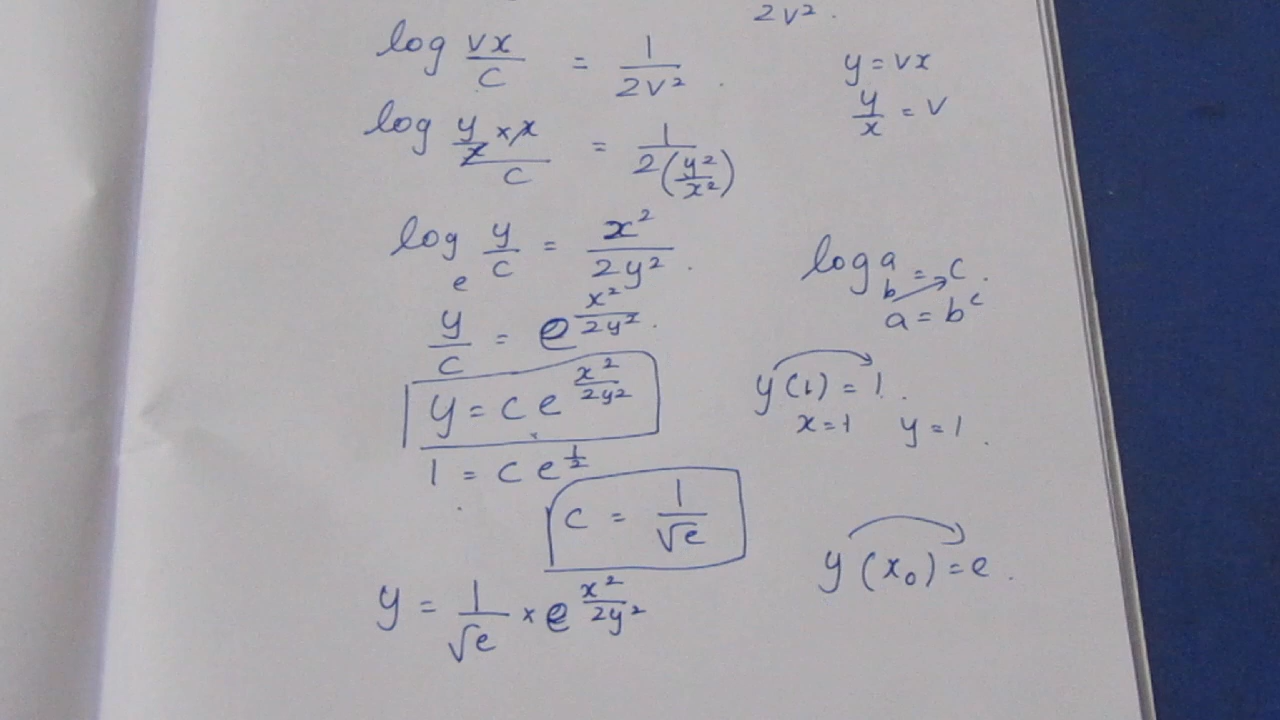 2v².
log vx/c = 1/2v².
y = vx
y/x = v
log (y/x × x)/c = 1/2(y²/x²)
log_e y/c = x²/2y².
log_b a = c.
a = b^c
y/c = e^(x²/2y²).
y = c e^(x²/2y²)
y(1) = 1.
x=1 y=1.
1 = c e^(1/2)
c = 1/√e
y(x₀) = e.
y = 1/√e × e^(x²/2y²)